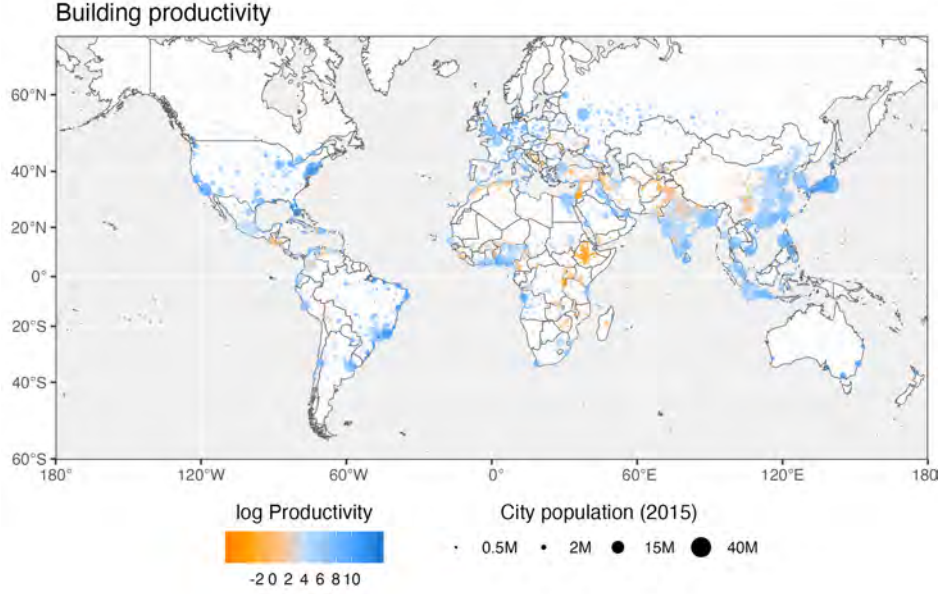 Building productivity
60°N
40°N
20°N
0°
20°S
40°S
60°S
180° 120°W 60°W 0° 60°E 120°E 180
log Productivity City population (2015)
0.5M 2M 15M 40M
-2 0 2 4 6 8 10